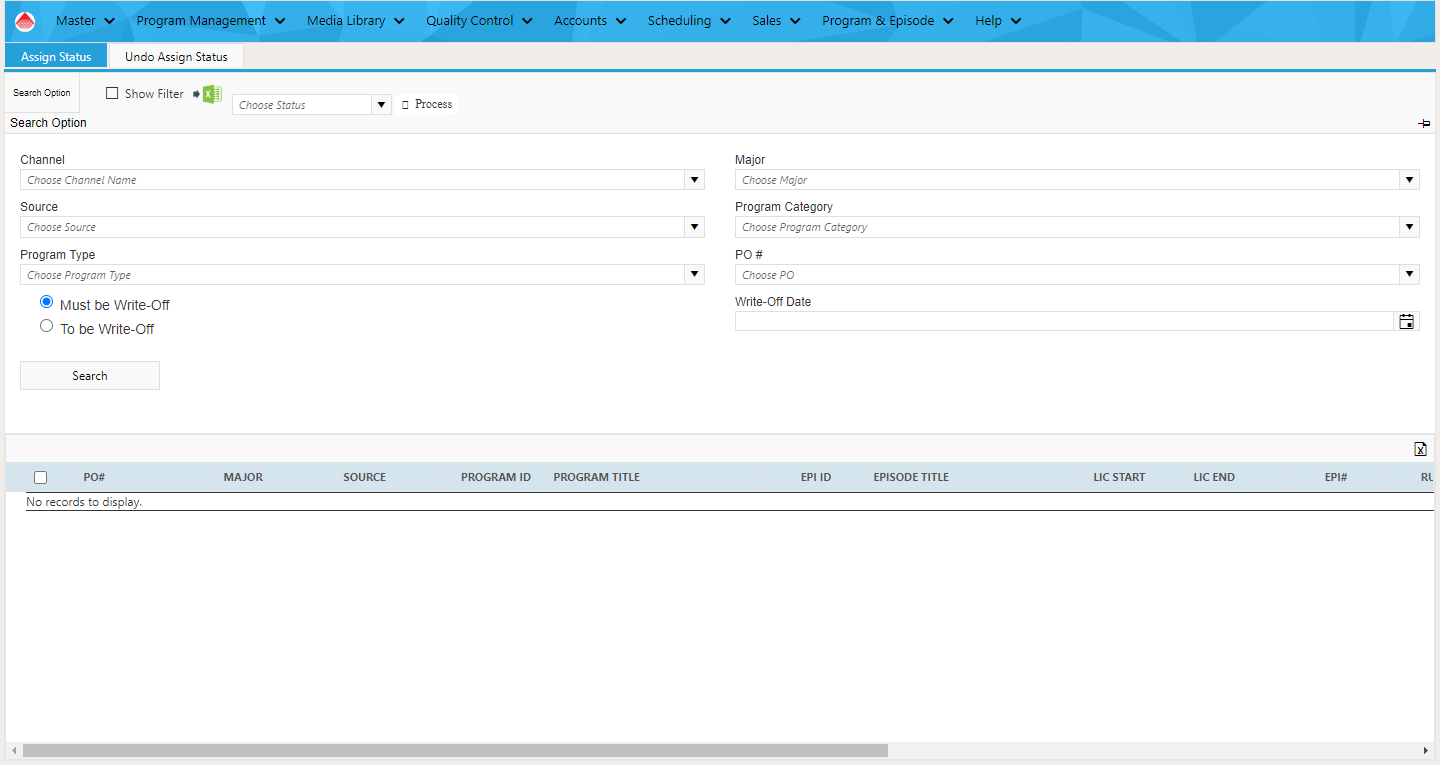 Master Program Management Media Library Quality Control Accounts Scheduling Sales Program & Episode Help
Assign Status Undo Assign Status
Search Option Show Filter Choose Status Process
Search Option
Channel Major
Choose Channel Name Choose Major
Source Program Category
Choose Source Choose Program Category
Program Type PO #
Choose Program Type Choose PO
Must be Write-Off Write-Off Date
To be Write-Off
Search
PO# MAJOR SOURCE PROGRAM ID PROGRAM TITLE EPI ID EPISODE TITLE LIC START LIC END EPI# RU
No records to display.